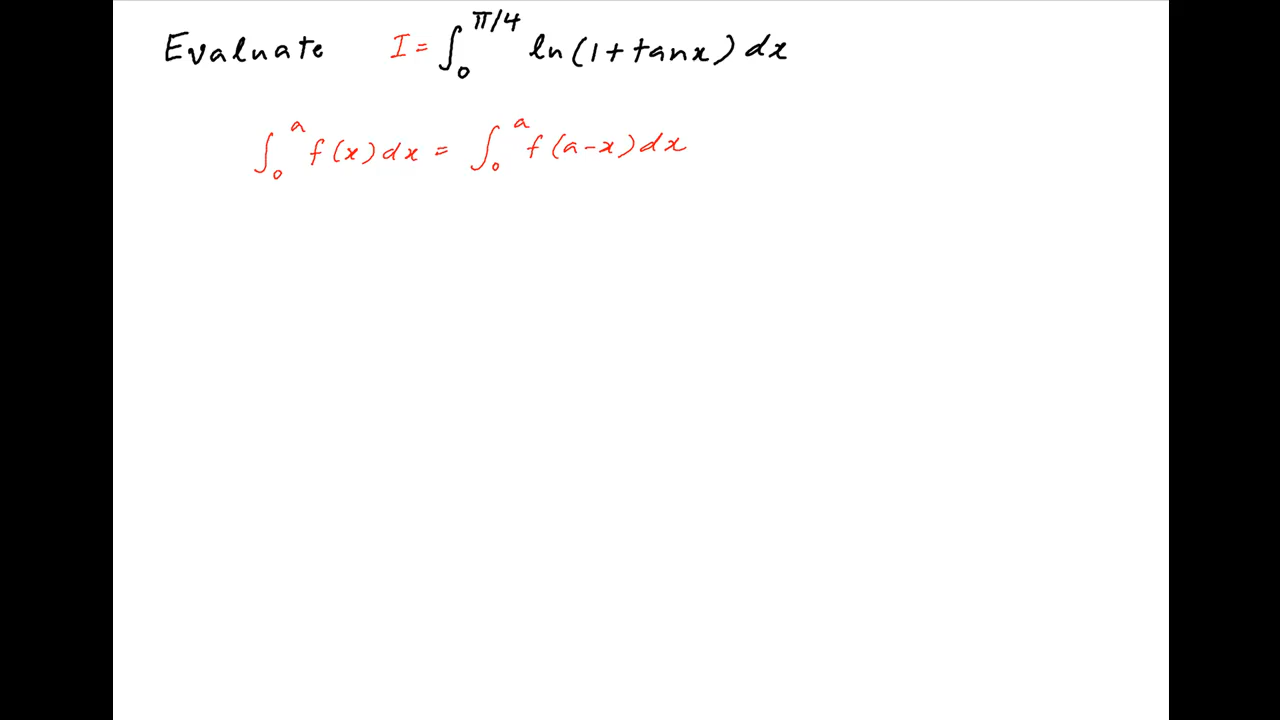 Evaluate I = ∫₀^(π/4) ln(1+tanx) dx
∫₀^a f(x) dx = ∫₀^a f(a-x) dx